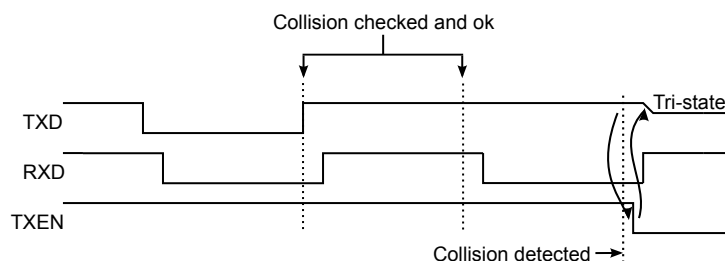 Collision checked and ok
Tri-state
TXD
RXD
TXEN
Collision detected